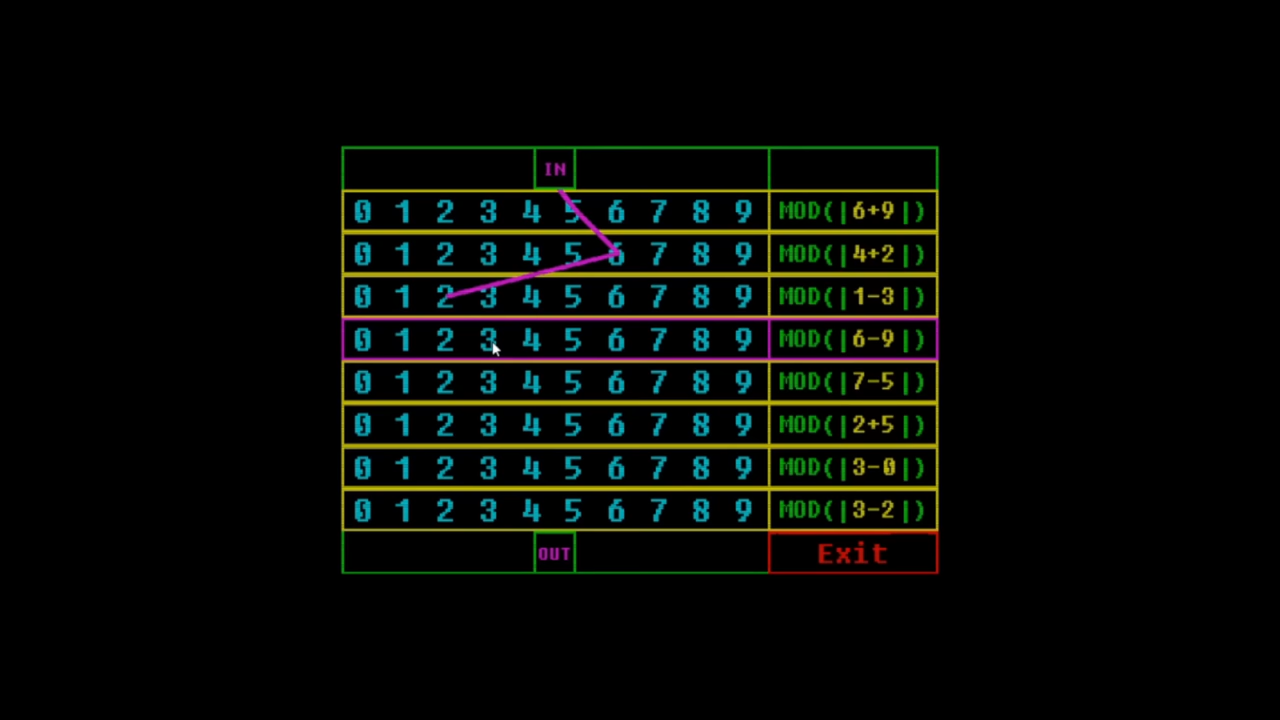 IN
0 1 2 3 4 5 6 7 8 9 MOD(|6+9|)
0 1 2 3 4 5 6 7 8 9 MOD(|4+2|)
0 1 2 3 4 5 6 7 8 9 MOD(|1-3|)
0 1 2 3 4 5 6 7 8 9 MOD(|6-9|)
0 1 2 3 4 5 6 7 8 9 MOD(|7-5|)
0 1 2 3 4 5 6 7 8 9 MOD(|2+5|)
0 1 2 3 4 5 6 7 8 9 MOD(|3-0|)
0 1 2 3 4 5 6 7 8 9 MOD(|3-2|)
OUT Exit